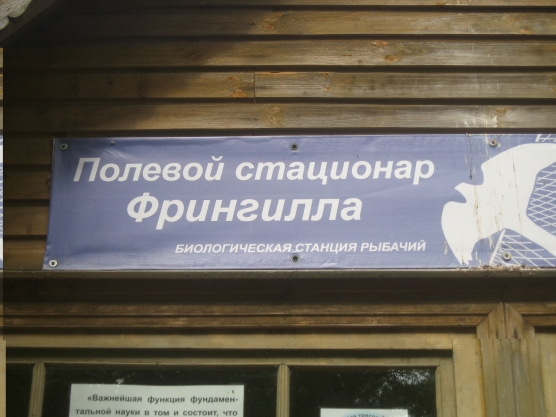 Полевой стационар
Фрингилла
БИОЛОГИЧЕСКАЯ СТАНЦИЯ РЫБАЧИЙ
«Важнейшая функция фундамен-
тальной науки в том и состоит, что